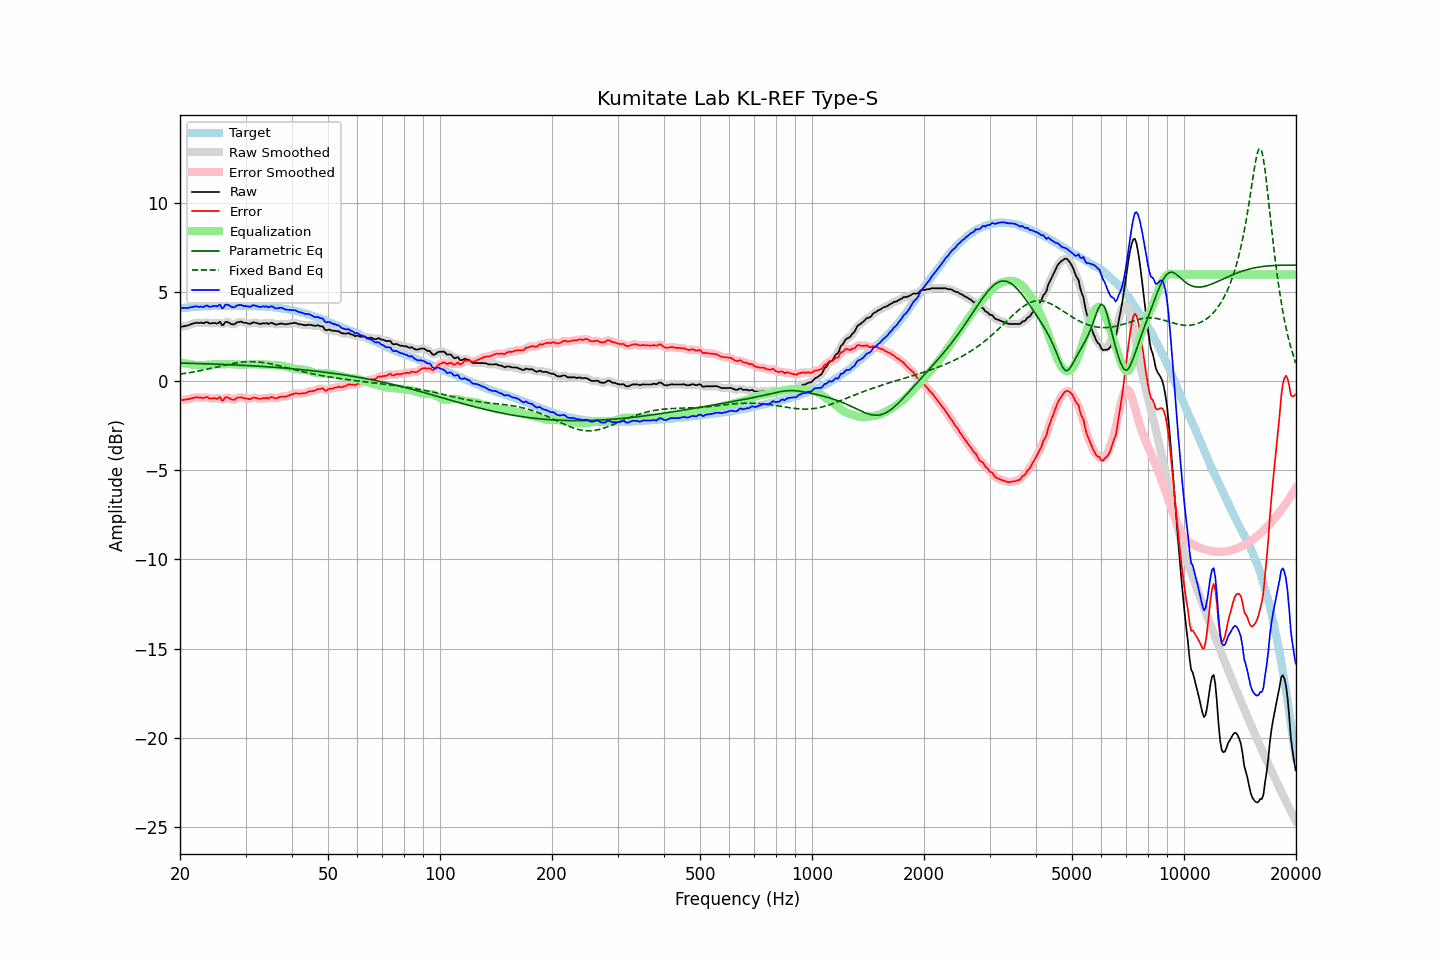 Kumitate Lab KL-REF Type-S
Target
Raw Smoothed
Error Smoothed
Raw
Error
Equalization
Parametric Eq
Fixed Band Eq
Equalized
10
5
0
−5
−10
−15
−20
−25
Amplitude (dBr)
20 50 100 200 500 1000 2000 5000 10000 20000
Frequency (Hz)